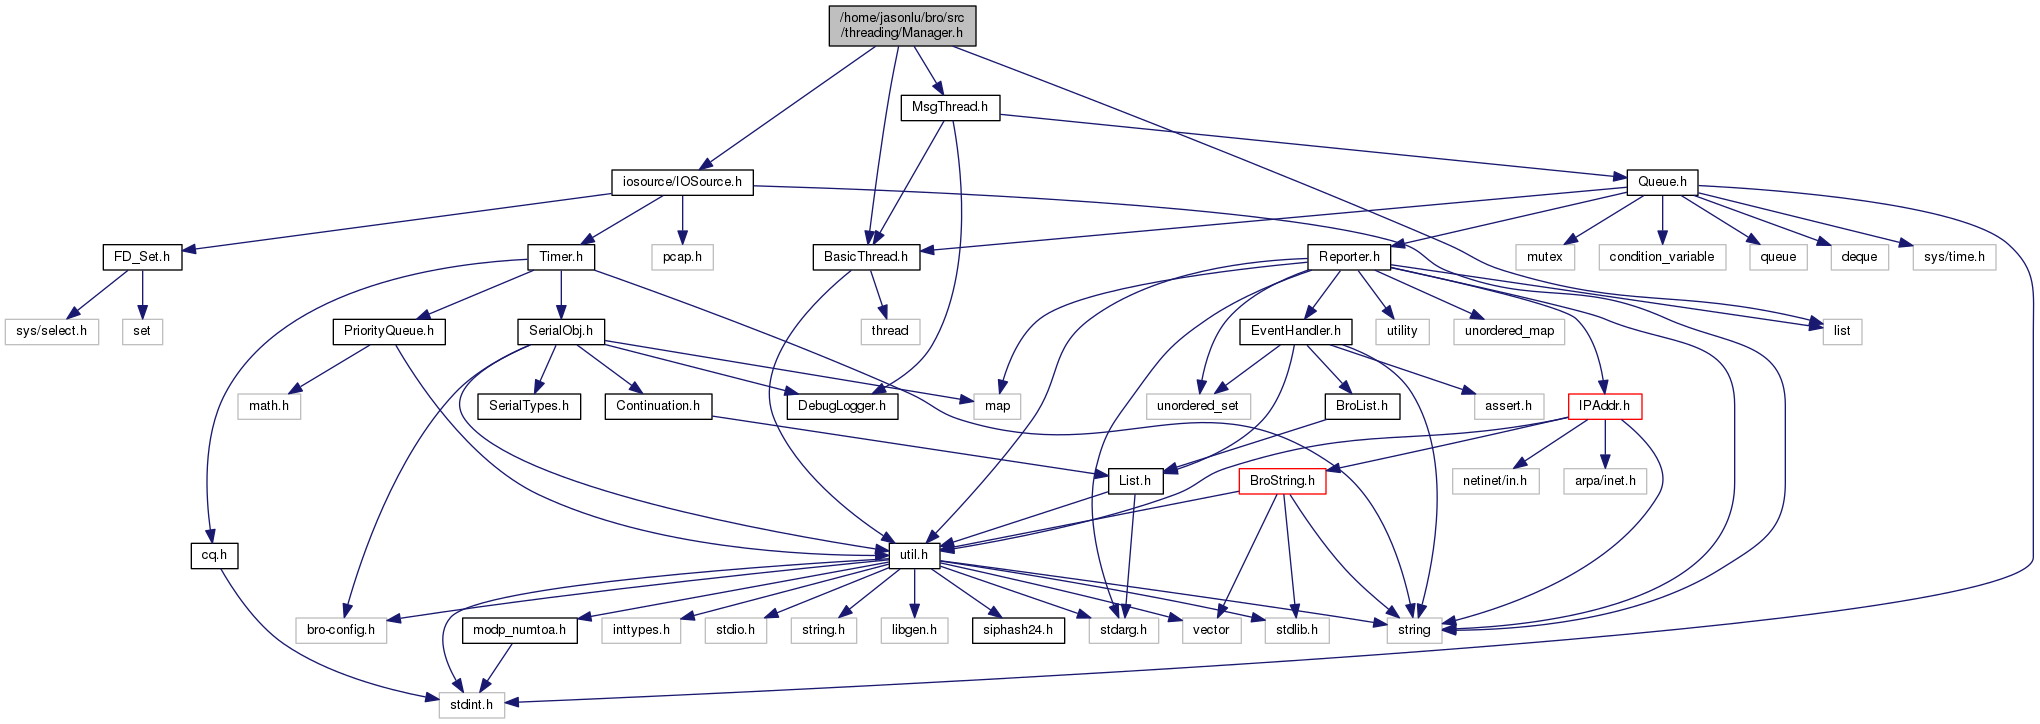 /home/jasonlu/bro/src
/threading/Manager.h
MsgThread.h
iosource/IOSource.h
Queue.h
FD_Set.h
Timer.h
pcap.h
BasicThread.h
Reporter.h
mutex
condition_variable
queue
deque
sys/time.h
sys/select.h
set
PriorityQueue.h
SerialObj.h
thread
EventHandler.h
utility
unordered_map
list
math.h
SerialTypes.h
Continuation.h
DebugLogger.h
map
unordered_set
BroList.h
assert.h
IPAddr.h
List.h
BroString.h
netinet/in.h
arpa/inet.h
cq.h
util.h
bro-config.h
modp_numtoa.h
inttypes.h
stdio.h
string.h
libgen.h
siphash24.h
stdarg.h
vector
stdlib.h
string
stdint.h